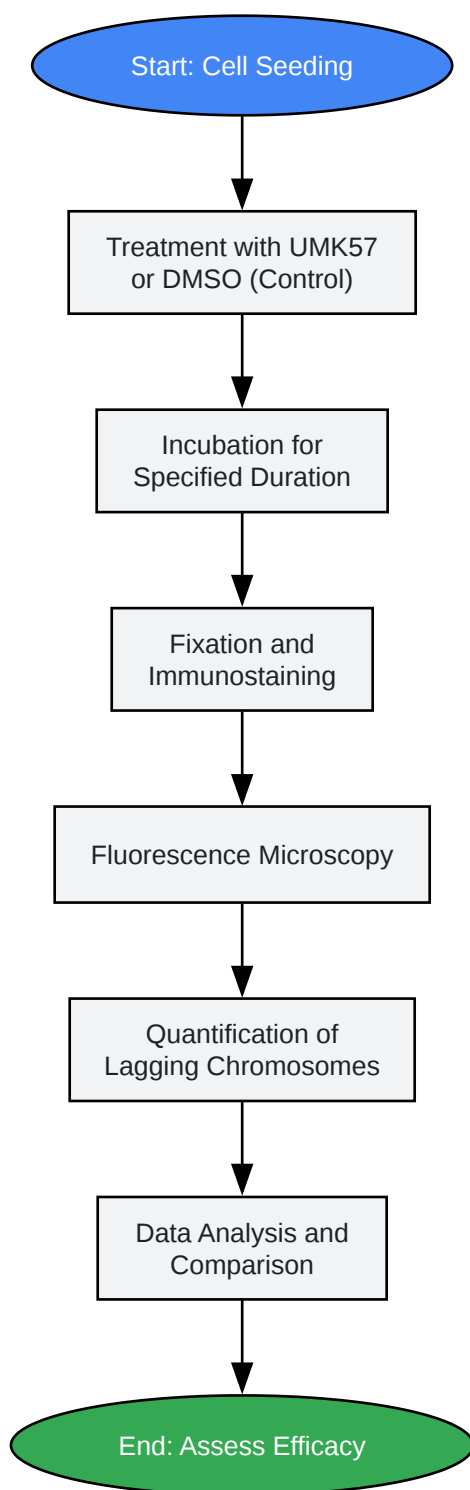 Start: Cell Seeding
Treatment with UMK57
or DMSO (Control)
Incubation for
Specified Duration
Fixation and
Immunostaining
Fluorescence Microscopy
Quantification of
Lagging Chromosomes
Data Analysis and
Comparison
End: Assess Efficacy